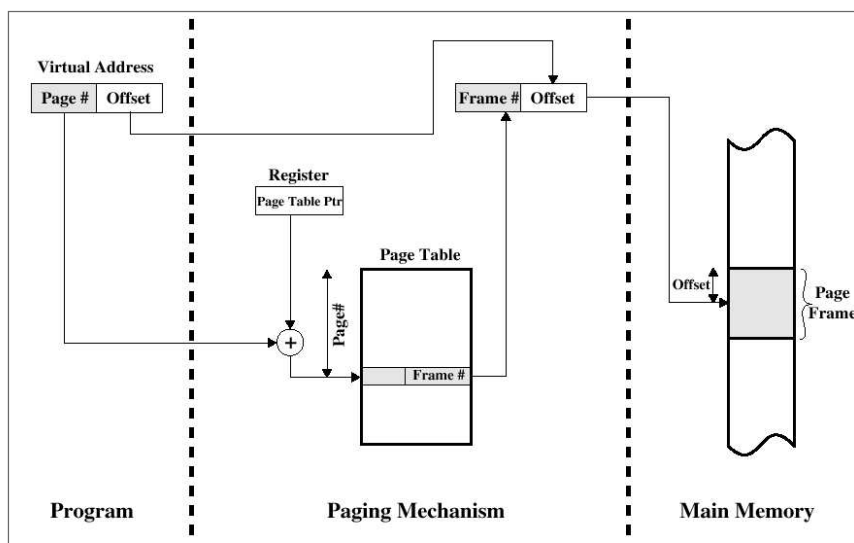 Virtual Address
Page #
Offset
Frame #
Offset
Register
Page Table Ptr
Page Table
Page#
+
Frame #
Offset
Page
Frame
Program
Paging Mechanism
Main Memory